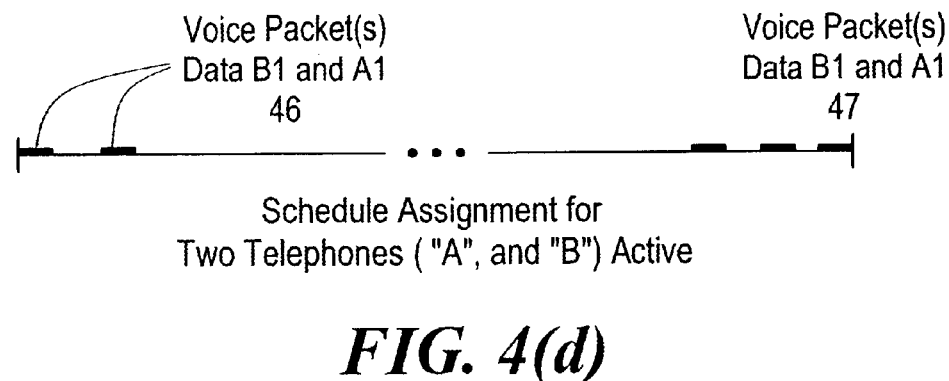 Voice Packet(s)
Data B1 and A1
46
Voice Packet(s)
Data B1 and A1
47
Schedule Assignment for
Two Telephones ( "A", and "B") Active
FIG. 4(d)